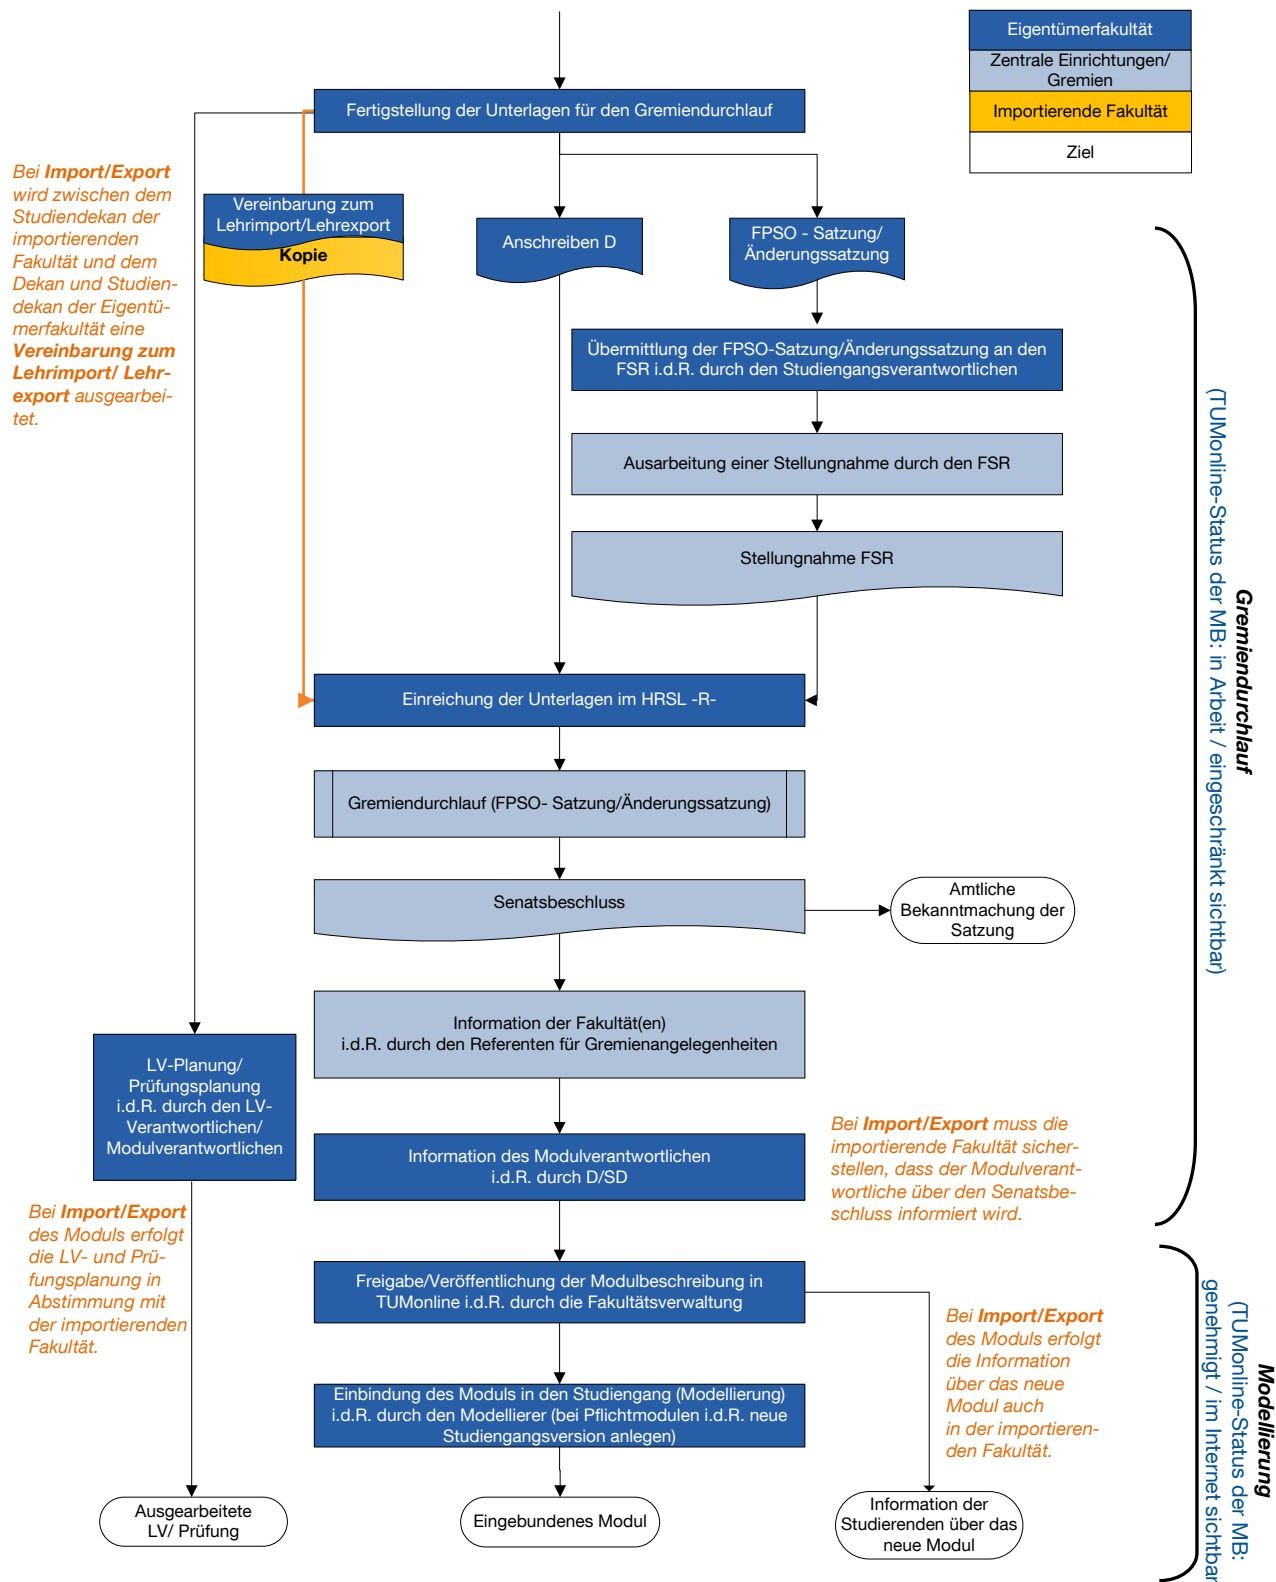 Eigentümerfakultät
Zentrale Einrichtungen/
Gremien
Importierende Fakultät
Ziel
Fertigstellung der Unterlagen für den Gremiendurchlauf
Bei Import/Export
wird zwischen dem
Studiendekan der
importierenden
Fakultät und dem
Dekan und Studien-
dekan der Eigentü-
merfakultät eine
Vereinbarung zum
Lehrimport/ Lehr-
export ausgearbei-
tet.
Vereinbarung zum
Lehrimport/Lehrexport
Kopie
Anschreiben D
FPSO - Satzung/
Änderungssatzung
Übermittlung der FPSO-Satzung/Änderungssatzung an den
FSR i.d.R. durch den Studiengangsverantwortlichen
Ausarbeitung einer Stellungnahme durch den FSR
Stellungnahme FSR
Einreichung der Unterlagen im HRSL -R-
Gremiendurchlauf (FPSO- Satzung/Änderungssatzung)
Senatsbeschluss
Amtliche
Bekanntmachung der
Satzung
Information der Fakultät(en)
i.d.R. durch den Referenten für Gremienangelegenheiten
LV-Planung/
Prüfungsplanung
i.d.R. durch den LV-
Verantwortlichen/
Modulverantwortlichen
Information des Modulverantwortlichen
i.d.R. durch D/SD
Bei Import/Export muss die
importierende Fakultät sicher-
stellen, dass der Modulverant-
wortliche über den Senatsbe-
schluss informiert wird.
Gremiendurchlauf
(TUMonline-Status der MB: in Arbeit / eingeschränkt sichtbar)
Bei Import/Export
des Moduls erfolgt
die LV- und Prü-
fungsplanung in
Abstimmung mit
der importierenden
Fakultät.
Freigabe/Veröffentlichung der Modulbeschreibung in
TUMonline i.d.R. durch die Fakultätsverwaltung
Bei Import/Export
des Moduls erfolgt
die Information
über das neue
Modul auch
in der importieren-
den Fakultät.
Einbindung des Moduls in den Studiengang (Modellierung)
i.d.R. durch den Modellierer (bei Pflichtmodulen i.d.R. neue
Studiengangsversion anlegen)
Modellierung
(TUMonline-Status der MB:
genehmigt / im Internet sichtbar
Ausgearbeitete
LV/ Prüfung
Eingebundenes Modul
Information der
Studierenden über das
neue Modul